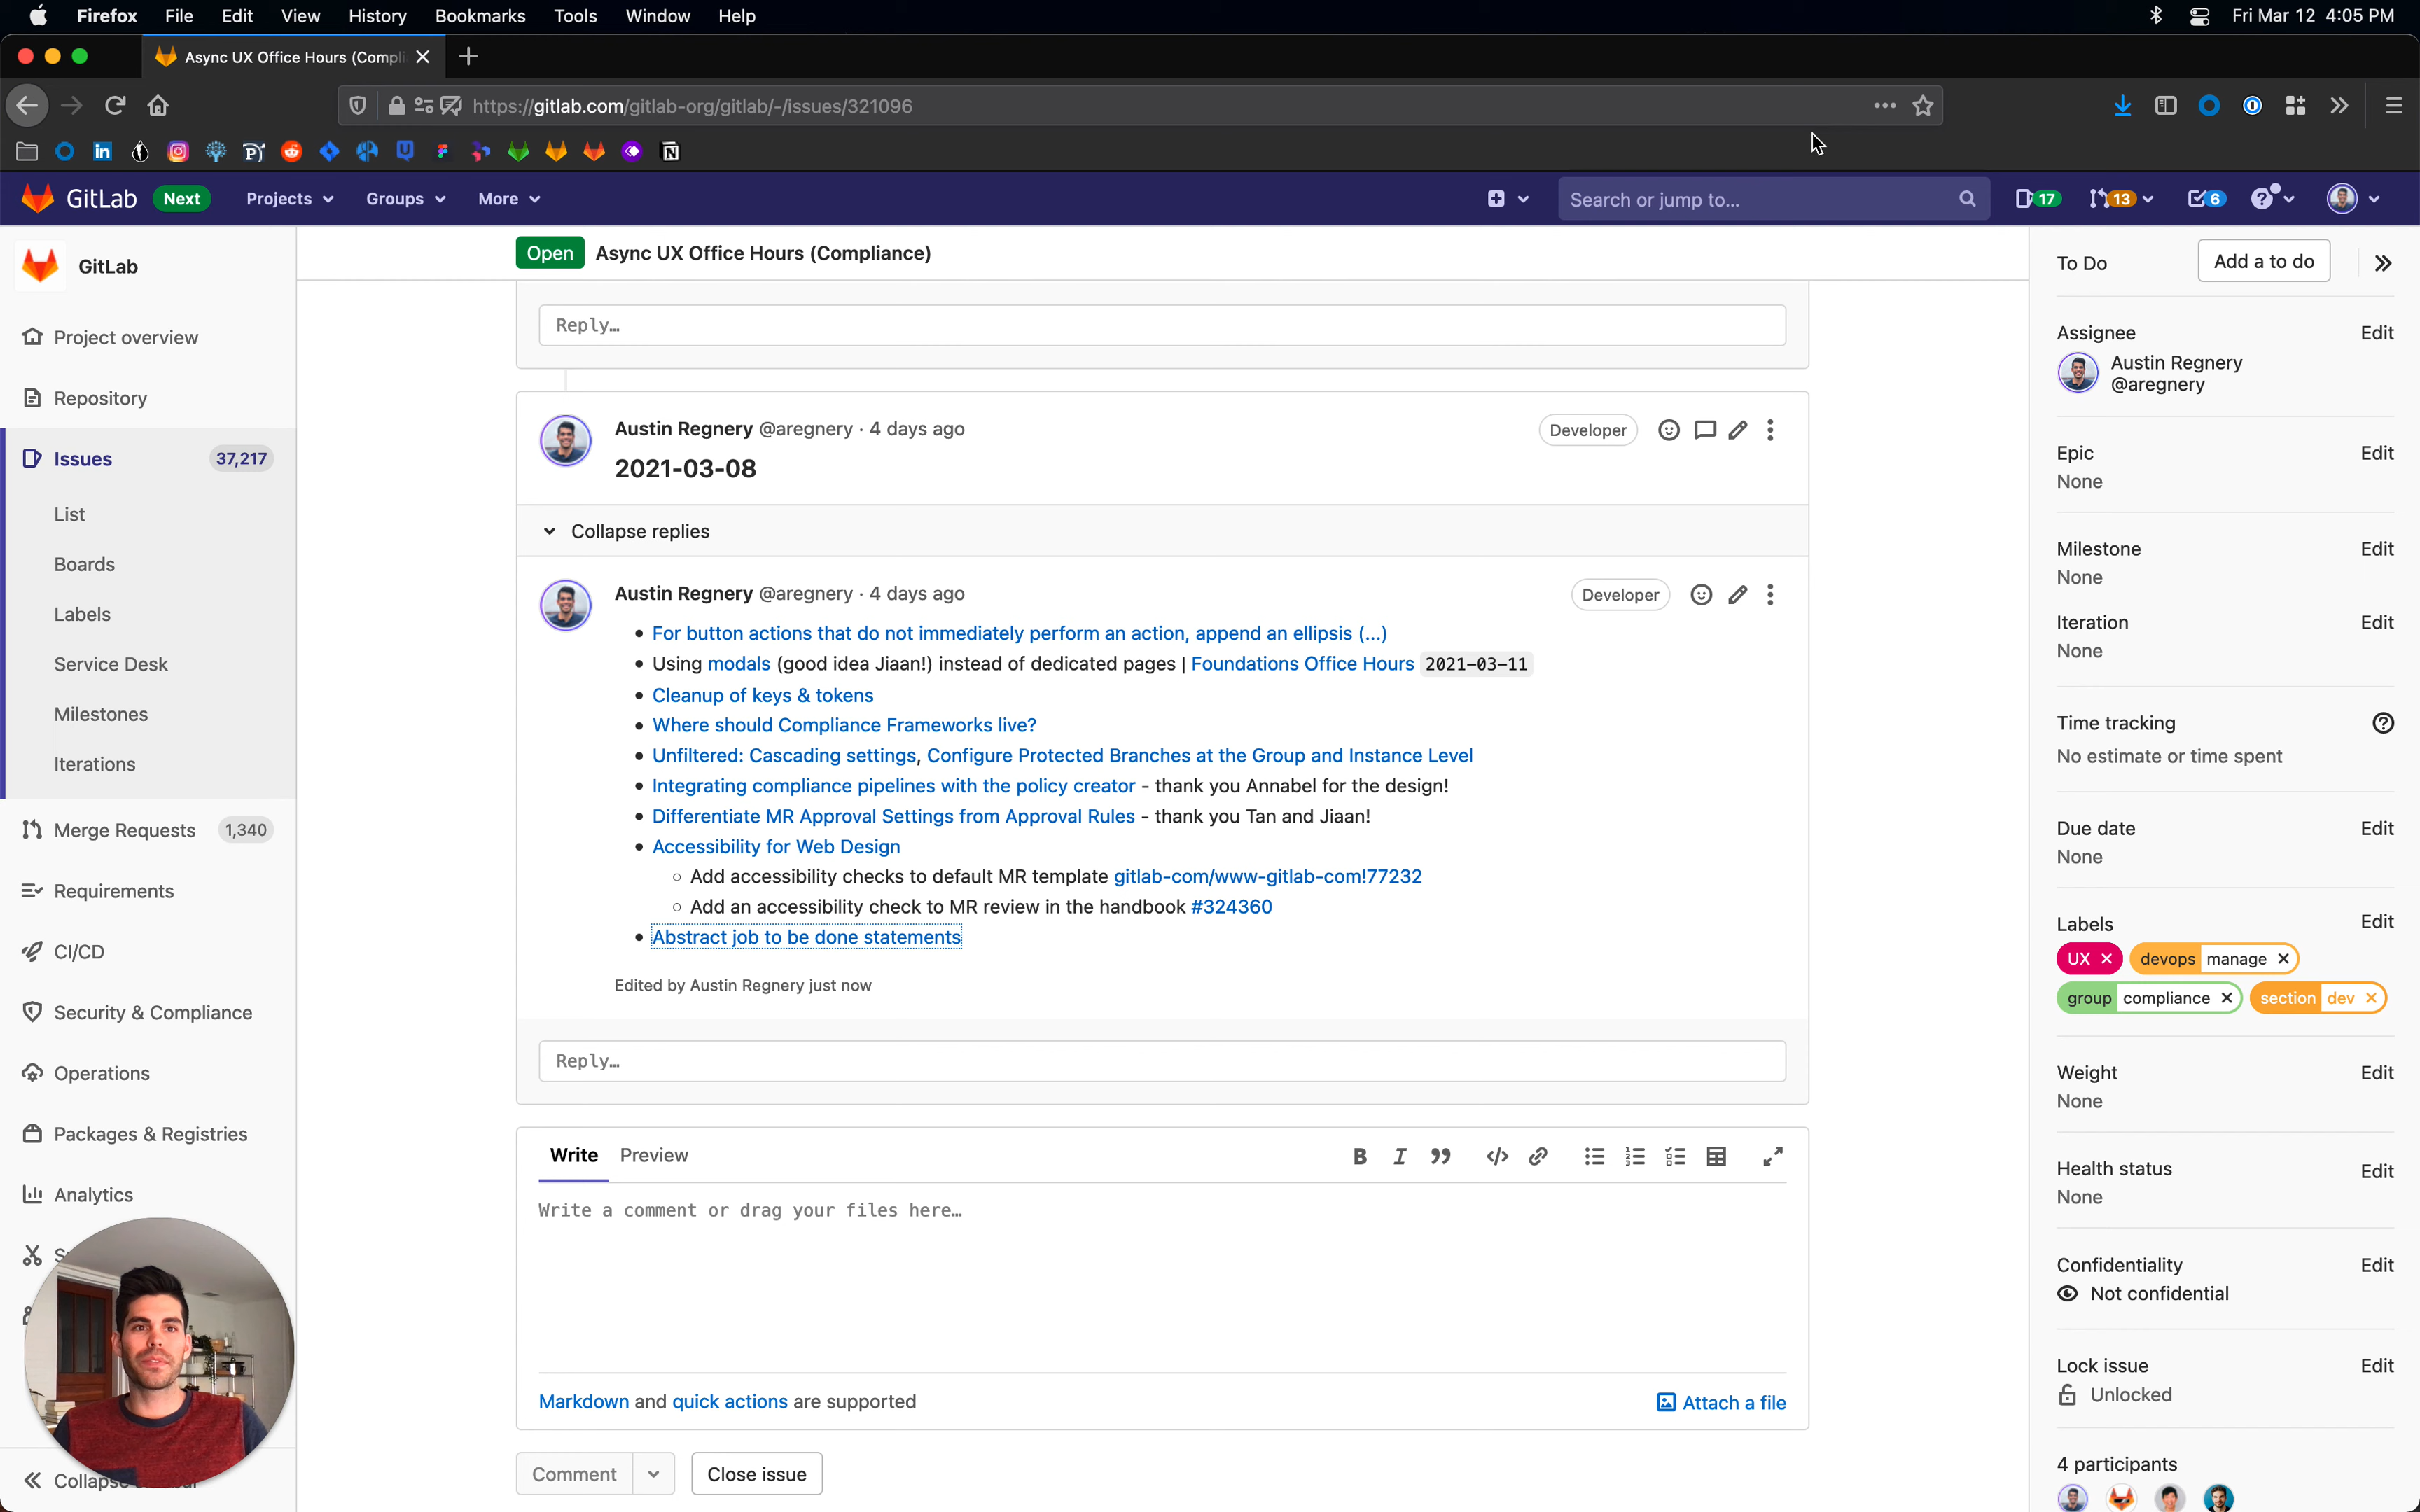 Firefox File Edit View History Bookmarks Tools Window Help Fri Mar 12 4:05 PM
Async UX Office Hours (Compli
https://gitlab.com/gitlab-org/gitlab/-/issues/321096
GitLab Next Projects Groups More Search or jump to... 17 13 6
GitLab
Project overview
Repository
Issues 37,217
List
Boards
Labels
Service Desk
Milestones
Iterations
Merge Requests 1,340
Requirements
CI/CD
Security & Compliance
Operations
Packages & Registries
Analytics
Open Async UX Office Hours (Compliance)
Reply…
Austin Regnery @aregnery · 4 days ago Developer
2021-03-08
Collapse replies
Austin Regnery @aregnery · 4 days ago Developer
For button actions that do not immediately perform an action, append an ellipsis (...)
Using modals (good idea Jiaan!) instead of dedicated pages | Foundations Office Hours 2021-03-11
Cleanup of keys & tokens
Where should Compliance Frameworks live?
Unfiltered: Cascading settings, Configure Protected Branches at the Group and Instance Level
Integrating compliance pipelines with the policy creator - thank you Annabel for the design!
Differentiate MR Approval Settings from Approval Rules - thank you Tan and Jiaan!
Accessibility for Web Design
Add accessibility checks to default MR template gitlab-com/www-gitlab-com!77232
Add an accessibility check to MR review in the handbook #324360
Abstract job to be done statements
Edited by Austin Regnery just now
Reply…
Write Preview
Write a comment or drag your files here…
Markdown and quick actions are supported
Attach a file
Comment Close issue
To Do Add a to do
Assignee Edit
Austin Regnery
@aregnery
Epic Edit
None
Milestone Edit
None
Iteration Edit
None
Time tracking
No estimate or time spent
Due date Edit
None
Labels Edit
UX devops manage
group compliance section dev
Weight Edit
None
Health status Edit
None
Confidentiality Edit
Not confidential
Lock issue Edit
Unlocked
4 participants